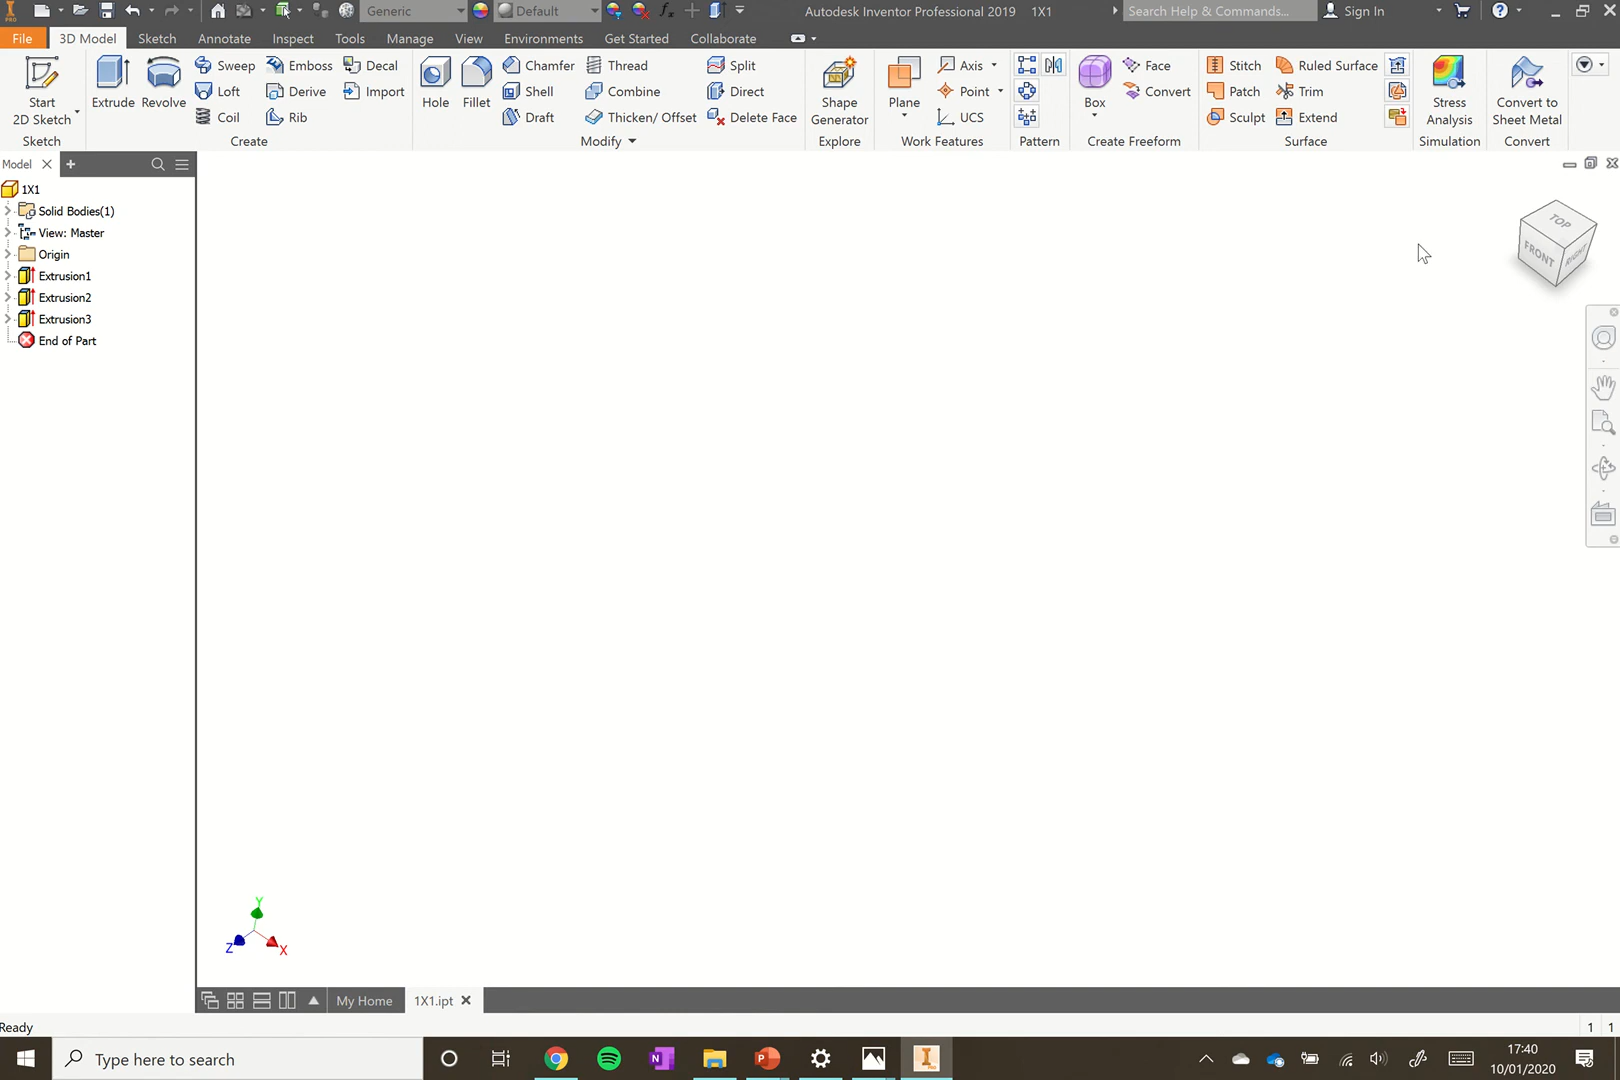 Generic Default Autodesk Inventor Professional 2019 1X1 Search Help & Commands... Sign In
File 3D Model Sketch Annotate Inspect Tools Manage View Environments Get Started Collaborate
Start
2D Sketch
Sketch
Extrude Revolve
Sweep Emboss Decal
Loft Derive Import
Coil Rib
Create
Hole Fillet
Chamfer Thread Split
Shell Combine Direct
Draft Thicken/ Offset Delete Face
Modify
Shape
Generator
Explore
Plane
Axis
Point
UCS
Work Features
Pattern
Box
Face
Convert
Create Freeform
Stitch Ruled Surface
Patch Trim
Sculpt Extend
Surface
Stress
Analysis
Simulation
Convert to
Sheet Metal
Convert
Model
1X1
Solid Bodies(1)
View: Master
Origin
Extrusion1
Extrusion2
Extrusion3
End of Part
TOP
FRONT RIGHT
Y
Z X
My Home 1X1.ipt
Ready 1 1
Type here to search
17:40
10/01/2020